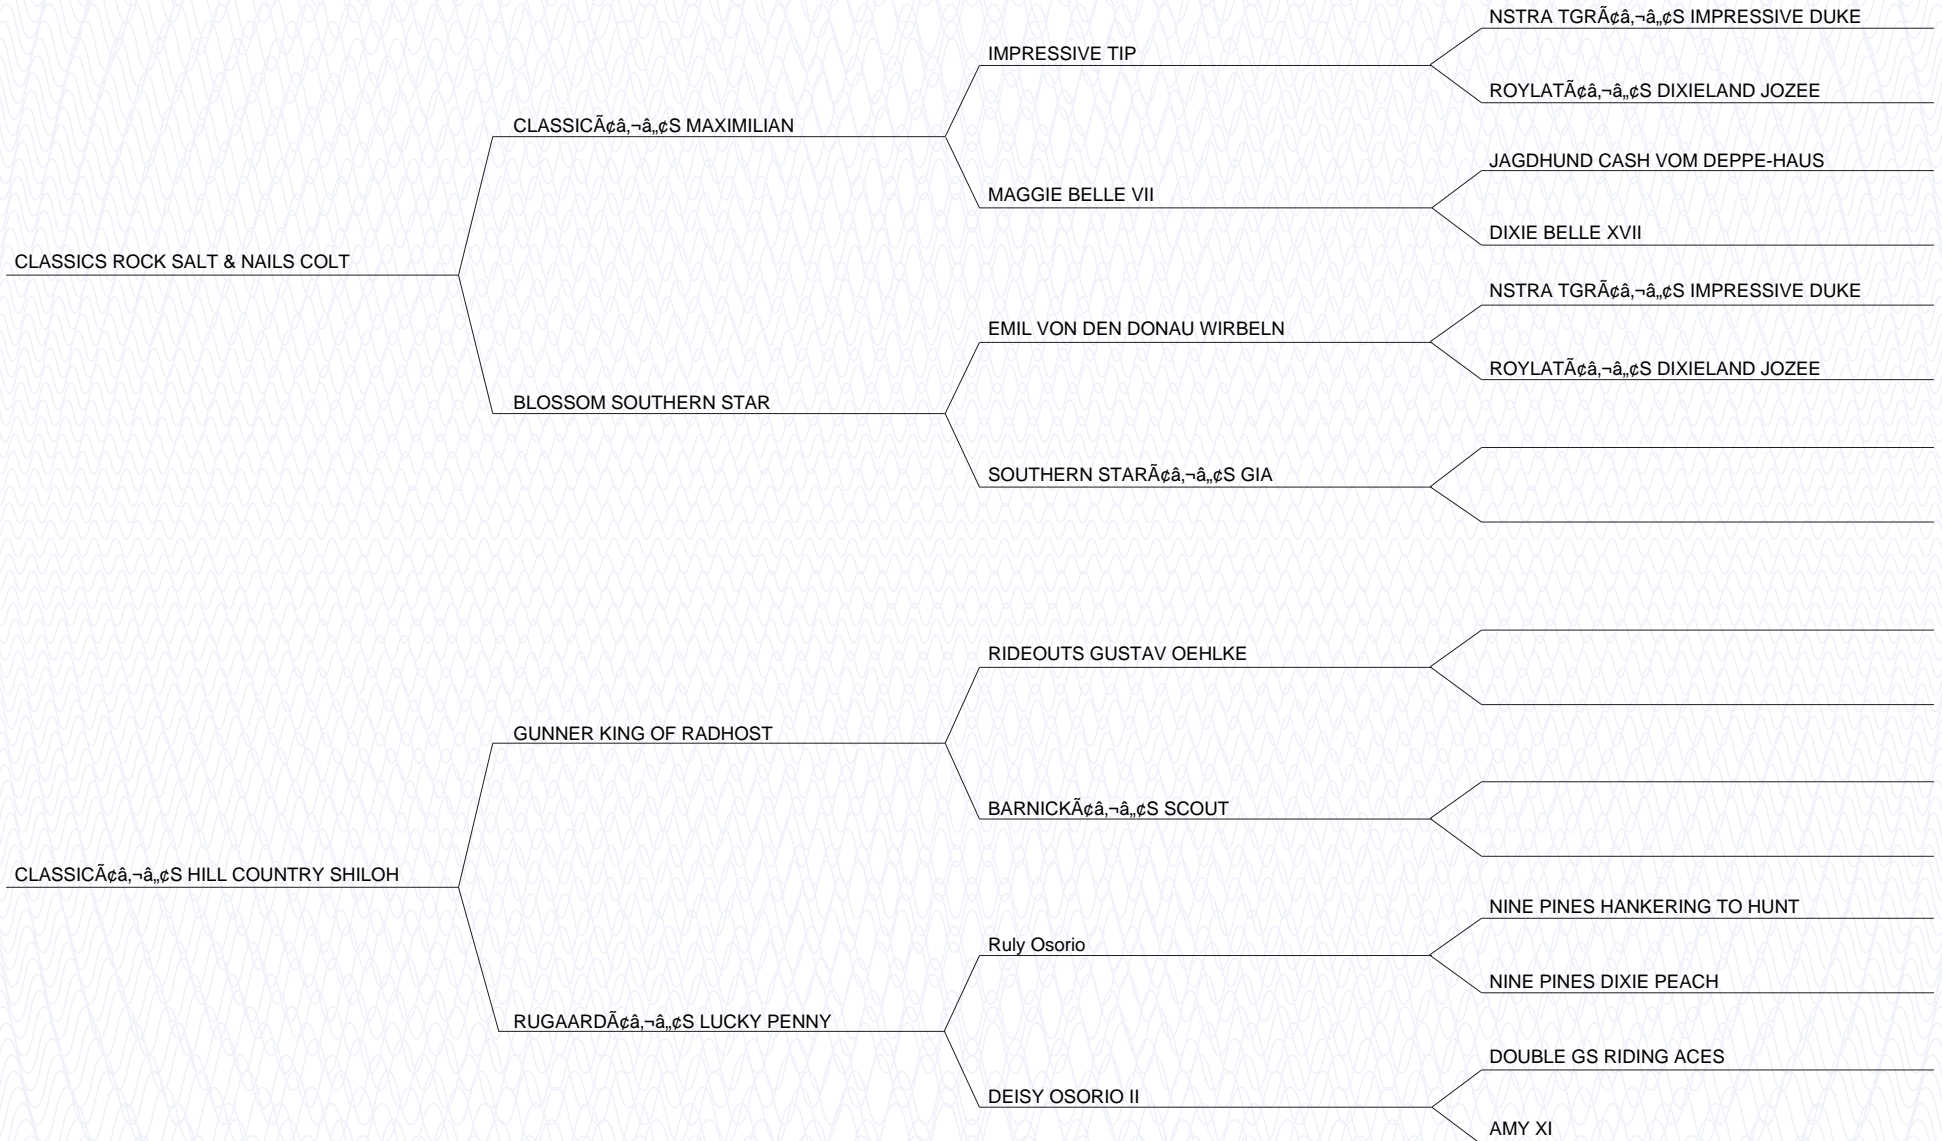 NSTRA TGRÃ¢â‚¬â„¢S IMPRESSIVE DUKE
IMPRESSIVE TIP
ROYLATÃ¢â‚¬â„¢S DIXIELAND JOZEE
CLASSICÃ¢â‚¬â„¢S MAXIMILIAN
JAGDHUND CASH VOM DEPPE-HAUS
MAGGIE BELLE VII
DIXIE BELLE XVII
CLASSICS ROCK SALT & NAILS COLT
NSTRA TGRÃ¢â‚¬â„¢S IMPRESSIVE DUKE
EMIL VON DEN DONAU WIRBELN
ROYLATÃ¢â‚¬â„¢S DIXIELAND JOZEE
BLOSSOM SOUTHERN STAR
SOUTHERN STARÃ¢â‚¬â„¢S GIA
RIDEOUTS GUSTAV OEHLKE
GUNNER KING OF RADHOST
BARNICKÃ¢â‚¬â„¢S SCOUT
CLASSICÃ¢â‚¬â„¢S HILL COUNTRY SHILOH
NINE PINES HANKERING TO HUNT
Ruly Osorio
NINE PINES DIXIE PEACH
RUGAARDÃ¢â‚¬â„¢S LUCKY PENNY
DOUBLE GS RIDING ACES
DEISY OSORIO II
AMY XI